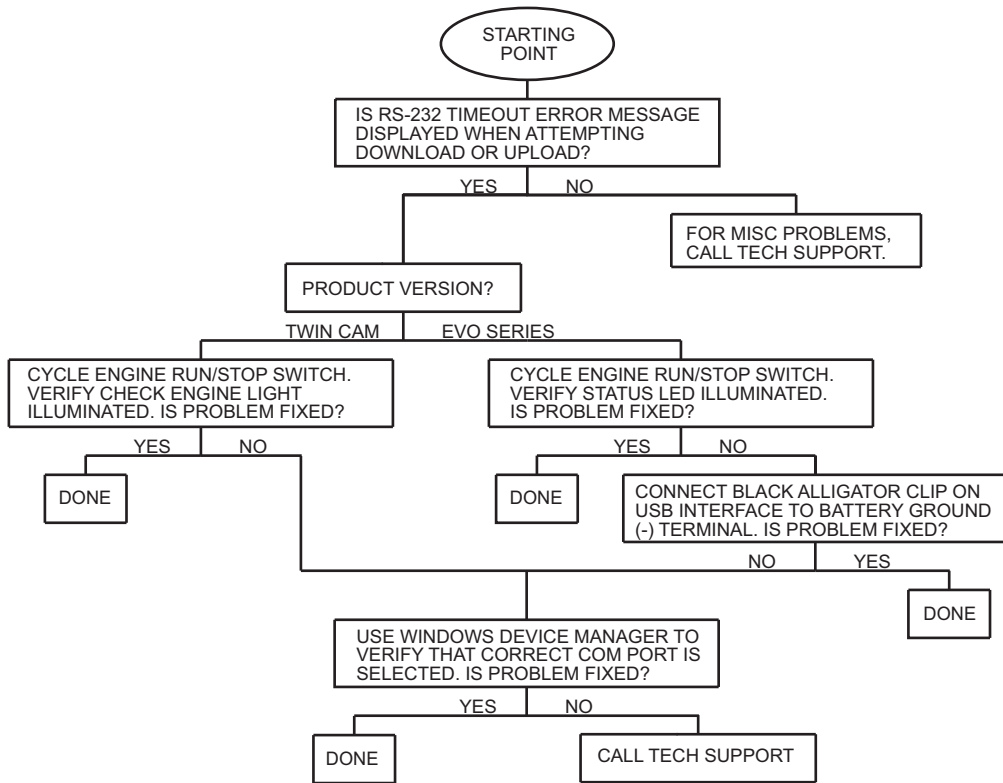 STARTING
POINT
IS RS-232 TIMEOUT ERROR MESSAGE
DISPLAYED WHEN ATTEMPTING
DOWNLOAD OR UPLOAD?
YES
NO
FOR MISC PROBLEMS,
CALL TECH SUPPORT.
PRODUCT VERSION?
TWIN CAM
EVO SERIES
CYCLE ENGINE RUN/STOP SWITCH.
VERIFY CHECK ENGINE LIGHT
ILLUMINATED. IS PROBLEM FIXED?
CYCLE ENGINE RUN/STOP SWITCH.
VERIFY STATUS LED ILLUMINATED.
IS PROBLEM FIXED?
YES
NO
YES
NO
DONE
DONE
CONNECT BLACK ALLIGATOR CLIP ON
USB INTERFACE TO BATTERY GROUND
(-) TERMINAL. IS PROBLEM FIXED?
NO
YES
DONE
USE WINDOWS DEVICE MANAGER TO
VERIFY THAT CORRECT COM PORT IS
SELECTED. IS PROBLEM FIXED?
YES
NO
DONE
CALL TECH SUPPORT